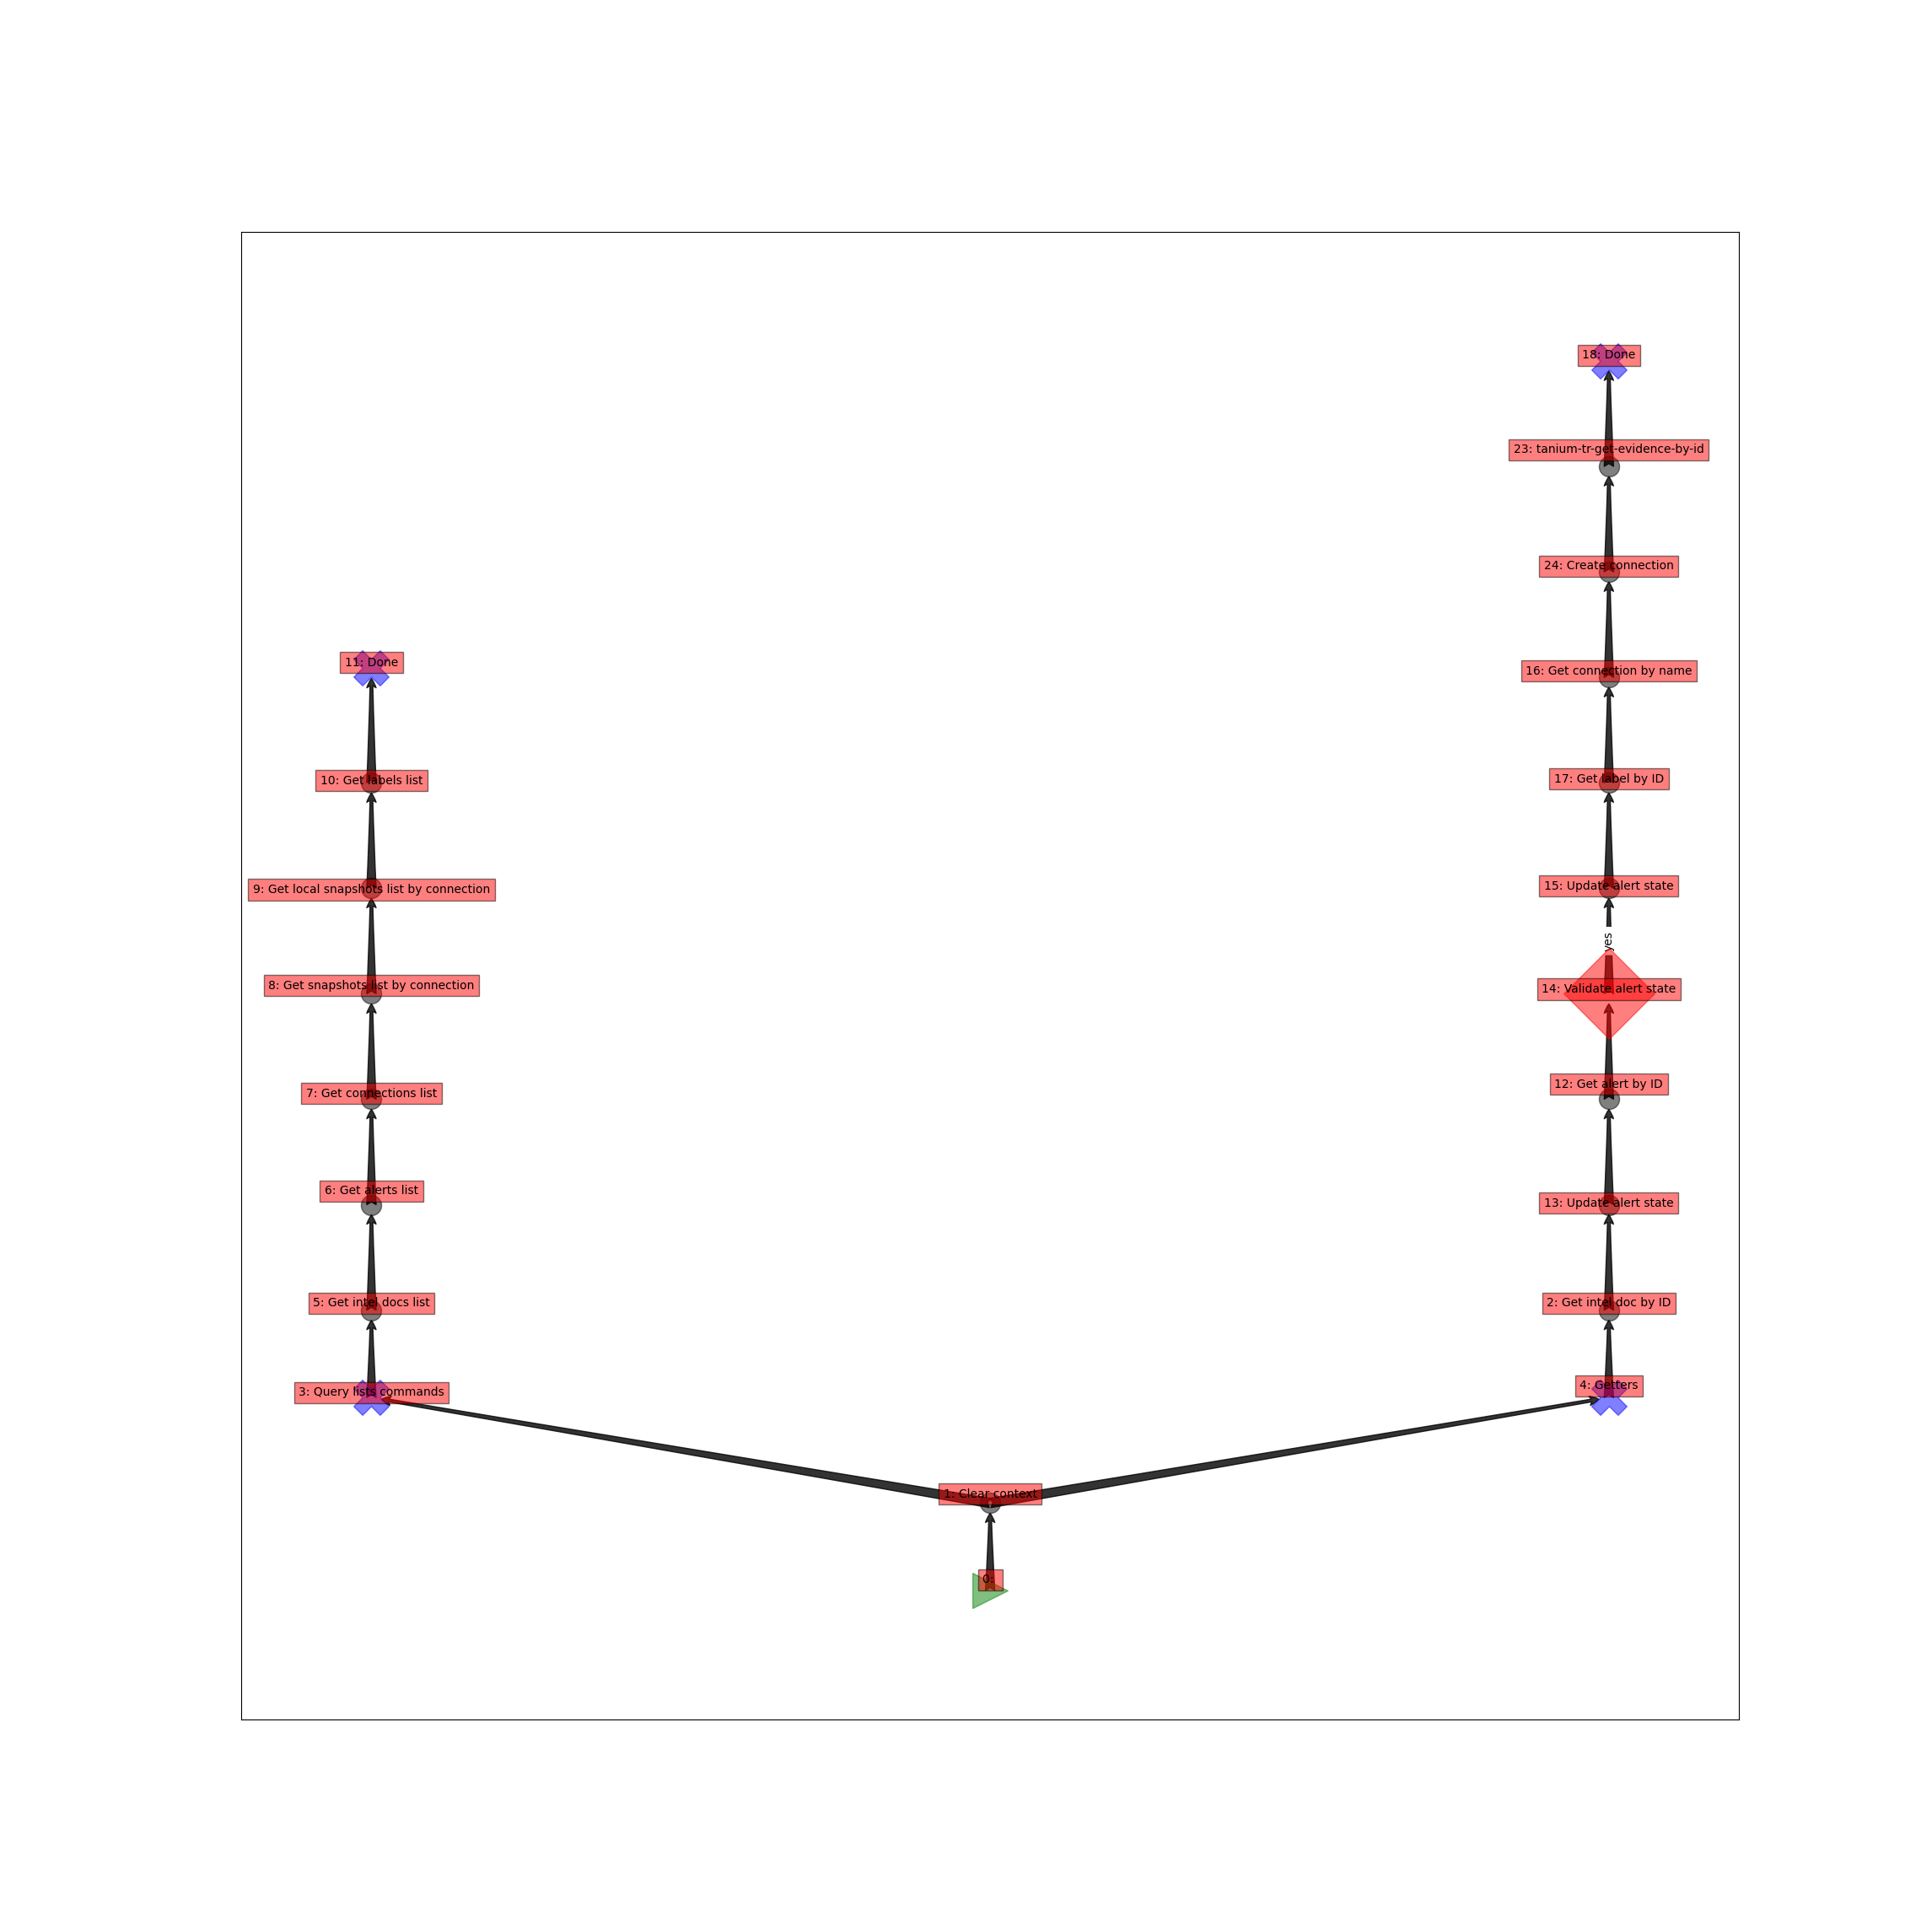 18: Done
23: tanium-tr-get-evidence-by-id
24: Create connection
11: Done
16: Get connection by name
10: Get labels list
17: Get label by ID
9: Get local snapshots list by connection
15: Update alert state
yes
8: Get snapshots list by connection
14: Validate alert state
7: Get connections list
12: Get alert by ID
6: Get alerts list
13: Update alert state
5: Get intel docs list
2: Get intel doc by ID
3: Query lists commands
4: Getters
1: Clear context
0: